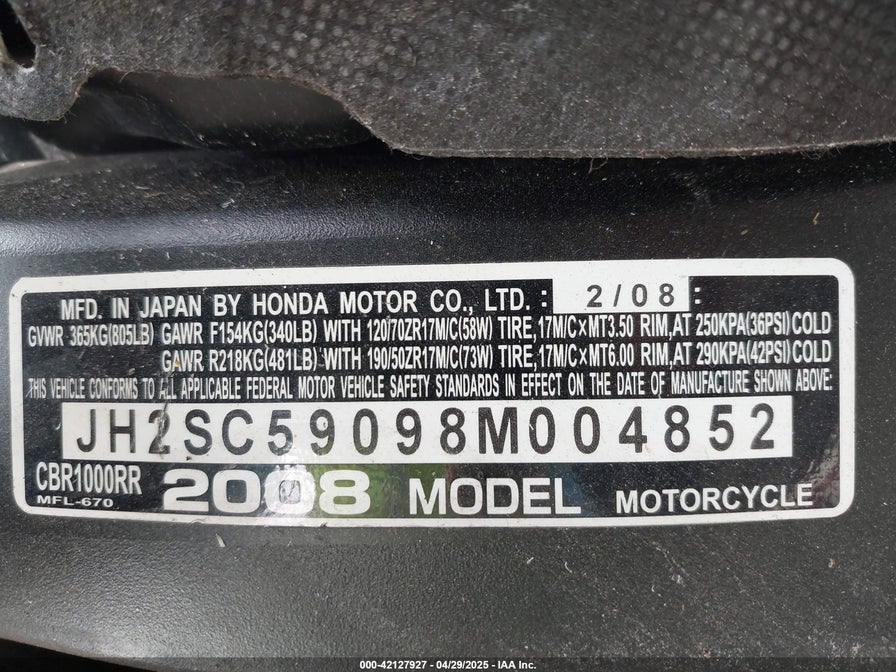 MFD. IN JAPAN BY HONDA MOTOR CO., LTD. : 2/08 :
GVWR 365KG(805LB) GAWR F154KG(340LB) WITH 120/70ZR17M/C(58W) TIRE,17M/C×MT3.50 RIM,AT 250KPA(36PSI)COLD
GAWR R218KG(481LB) WITH 190/50ZR17M/C(73W) TIRE,17M/C×MT6.00 RIM,AT 290KPA(42PSI)COLD
THIS VEHICLE CONFORMS TO ALL APPLICABLE FEDERAL MOTOR VEHICLE SAFETY STANDARDS IN EFFECT ON THE DATE OF MANUFACTURE SHOWN ABOVE:
JH2SC59098M004852
CBR1000RR 2008 MODEL MOTORCYCLE
MFL-670
000-42127927 - 04/29/2025 - IAA Inc.